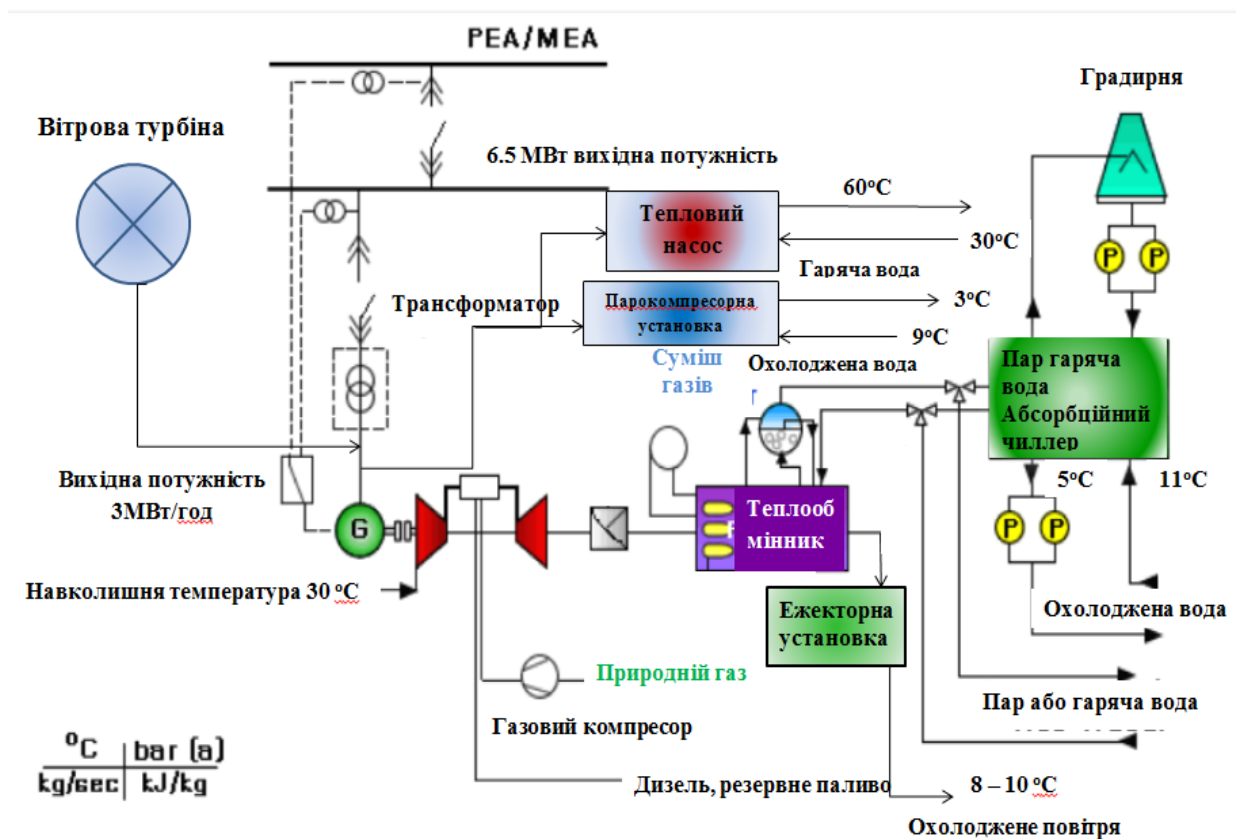 PEA/MEA
Градирня
Вітрова турбіна
6.5 МВт вихідна потужність
60°C
Тепловий
насос
30°C
Гаряча вода
Трансформатор
Парокомпресорна
установка
3°C
9°C
Суміш
газів
Охолоджена вода
P
P
Пар гаряча
вода
Абсорбційний
чиллер
5°C
11°C
Вихідна потужність
3МВт/год
G
Теплооб
мінник
P
P
Навколишня температура 30 °C
Ежекторна
установка
Охолоджена вода
Природній газ
Пар або гаряча вода
Газовий компресор
°C
bar (a)
kg/sec
kJ/kg
Дизель, резервне паливо
8 – 10 °C
Охолоджене повітря